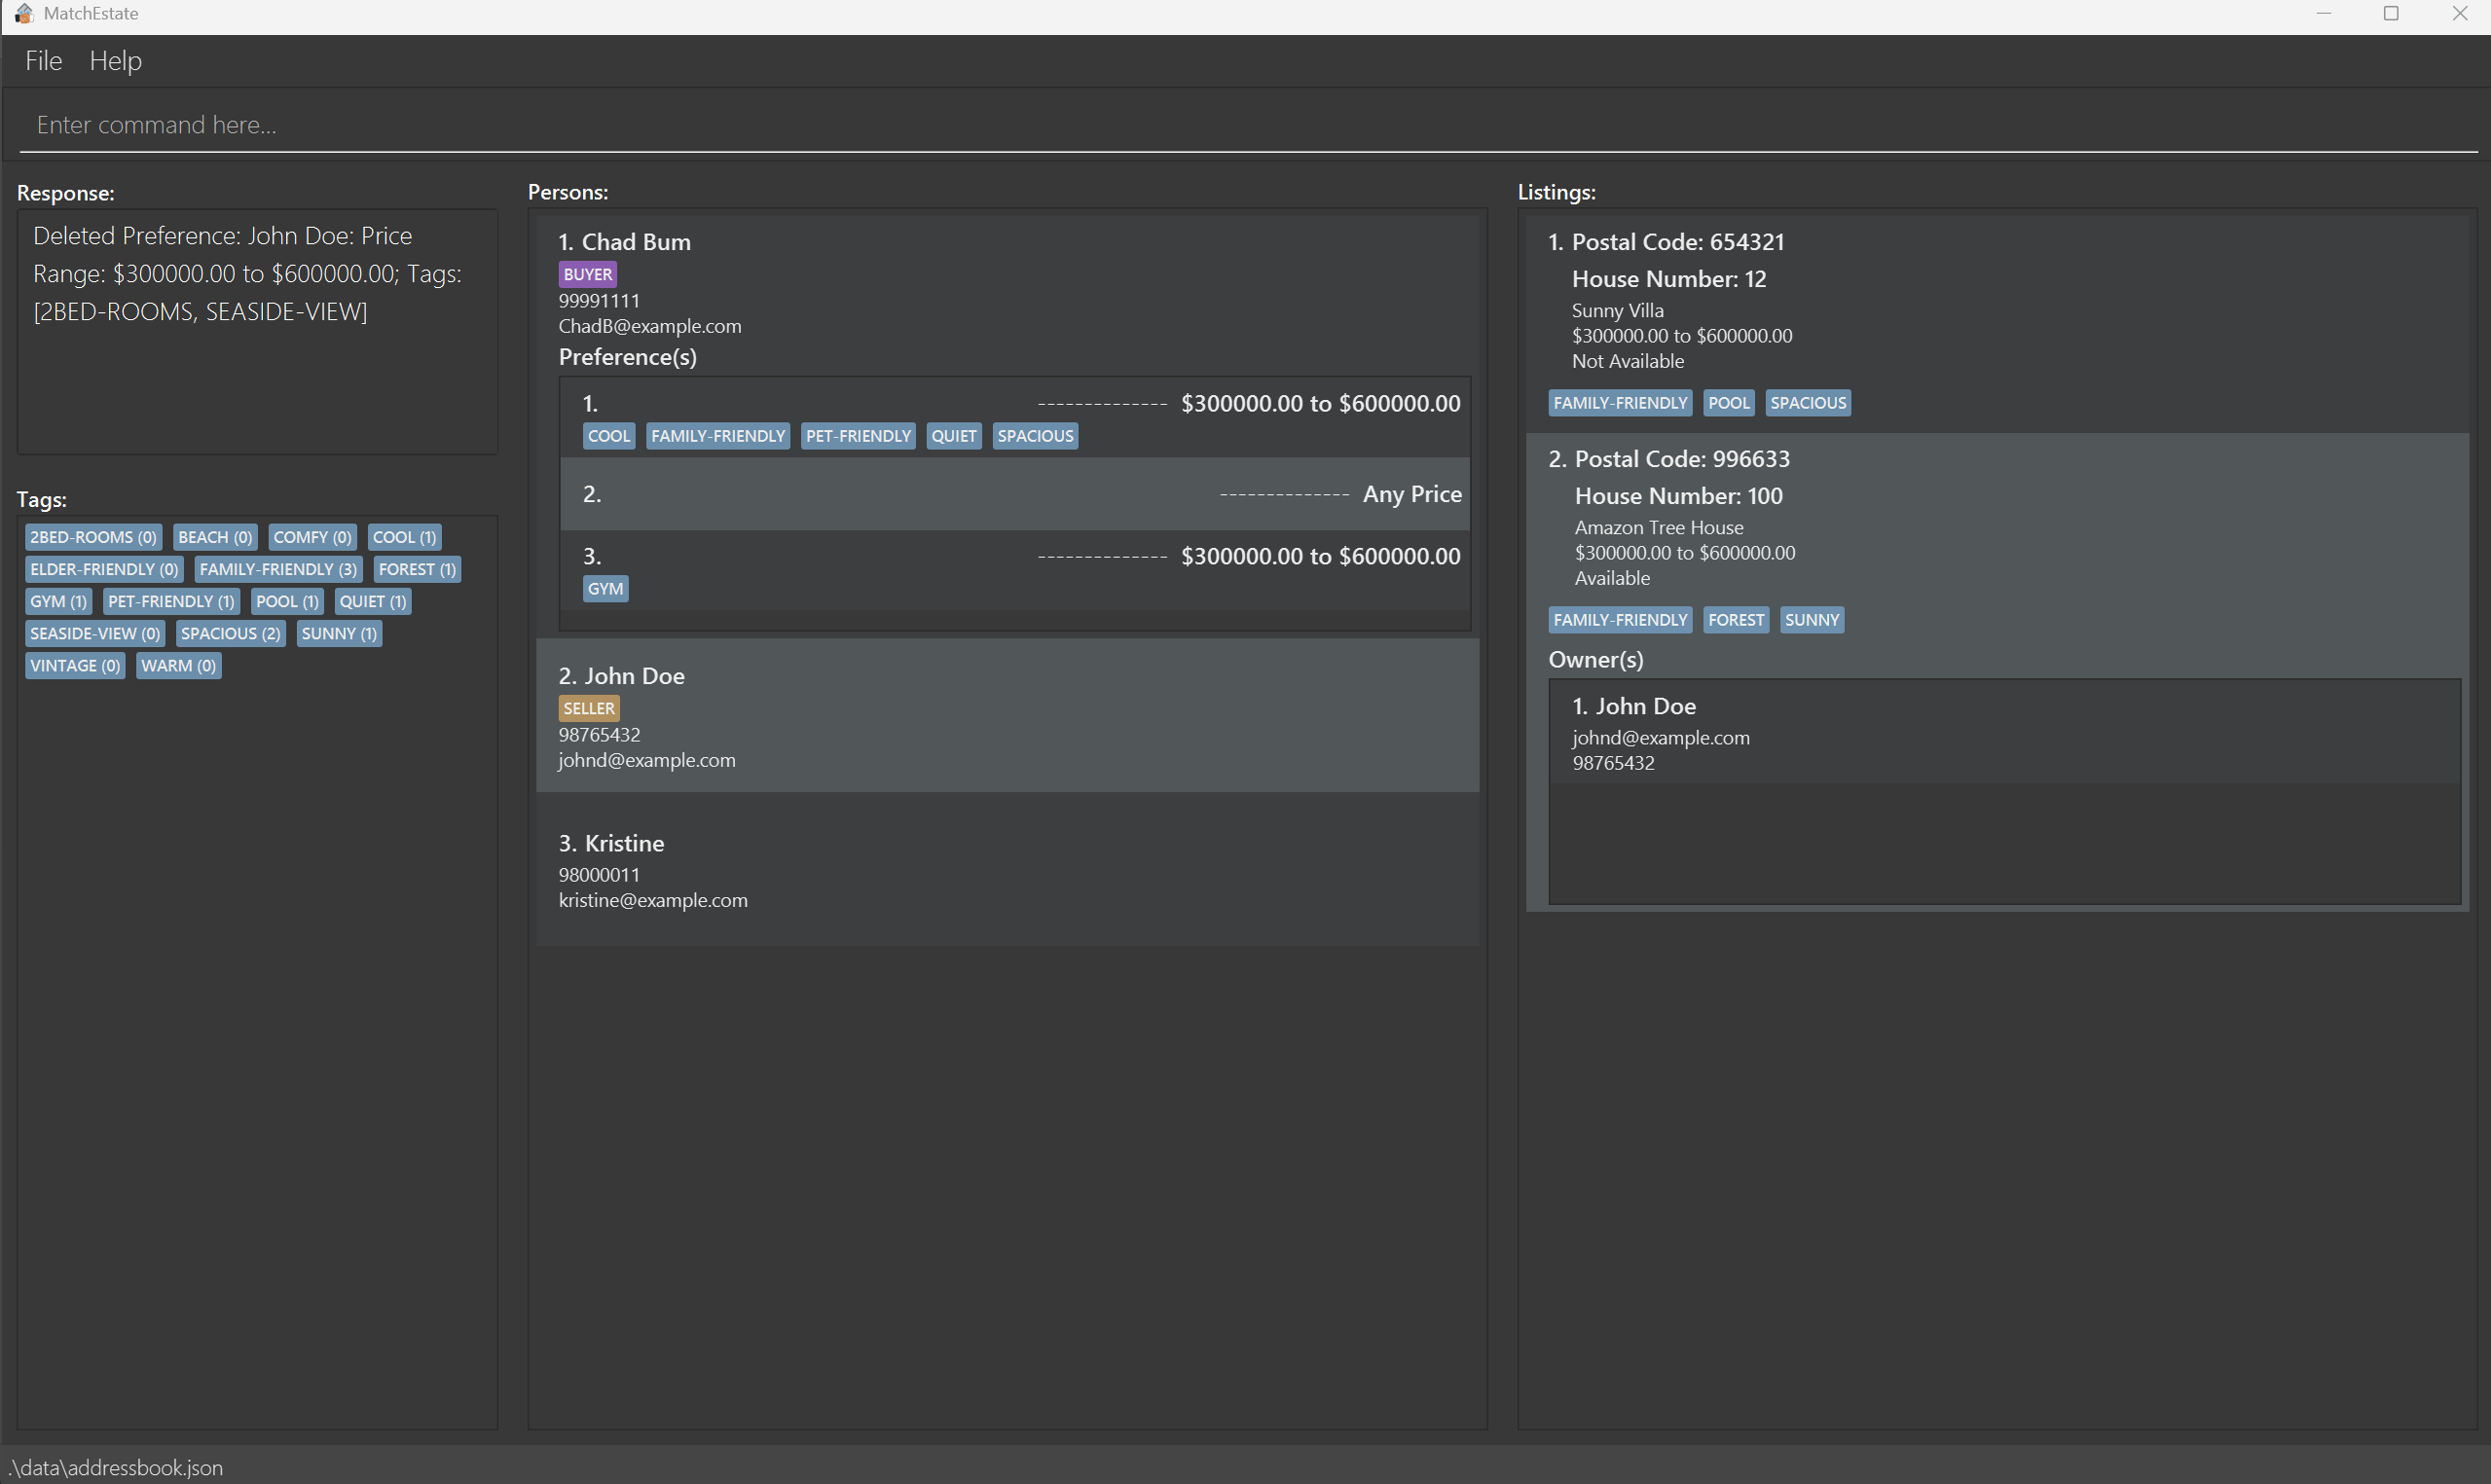 MatchEstate
File Help
Enter command here...
Response:
Deleted Preference: John Doe: Price
Range: $300000.00 to $600000.00; Tags:
[2BED-ROOMS, SEASIDE-VIEW]
Tags:
2BED-ROOMS (0) BEACH (0) COMFY (0) COOL (1)
ELDER-FRIENDLY (0) FAMILY-FRIENDLY (3) FOREST (1)
GYM (1) PET-FRIENDLY (1) POOL (1) QUIET (1)
SEASIDE-VIEW (0) SPACIOUS (2) SUNNY (1)
VINTAGE (0) WARM (0)
Persons:
1. Chad Bum
BUYER
99991111
ChadB@example.com
Preference(s)
1. -------------- $300000.00 to $600000.00
COOL FAMILY-FRIENDLY PET-FRIENDLY QUIET SPACIOUS
2. -------------- Any Price
3. -------------- $300000.00 to $600000.00
GYM
2. John Doe
SELLER
98765432
johnd@example.com
3. Kristine
98000011
kristine@example.com
Listings:
1. Postal Code: 654321
House Number: 12
Sunny Villa
$300000.00 to $600000.00
Not Available
FAMILY-FRIENDLY POOL SPACIOUS
2. Postal Code: 996633
House Number: 100
Amazon Tree House
$300000.00 to $600000.00
Available
FAMILY-FRIENDLY FOREST SUNNY
Owner(s)
1. John Doe
johnd@example.com
98765432
.\data\addressbook.json